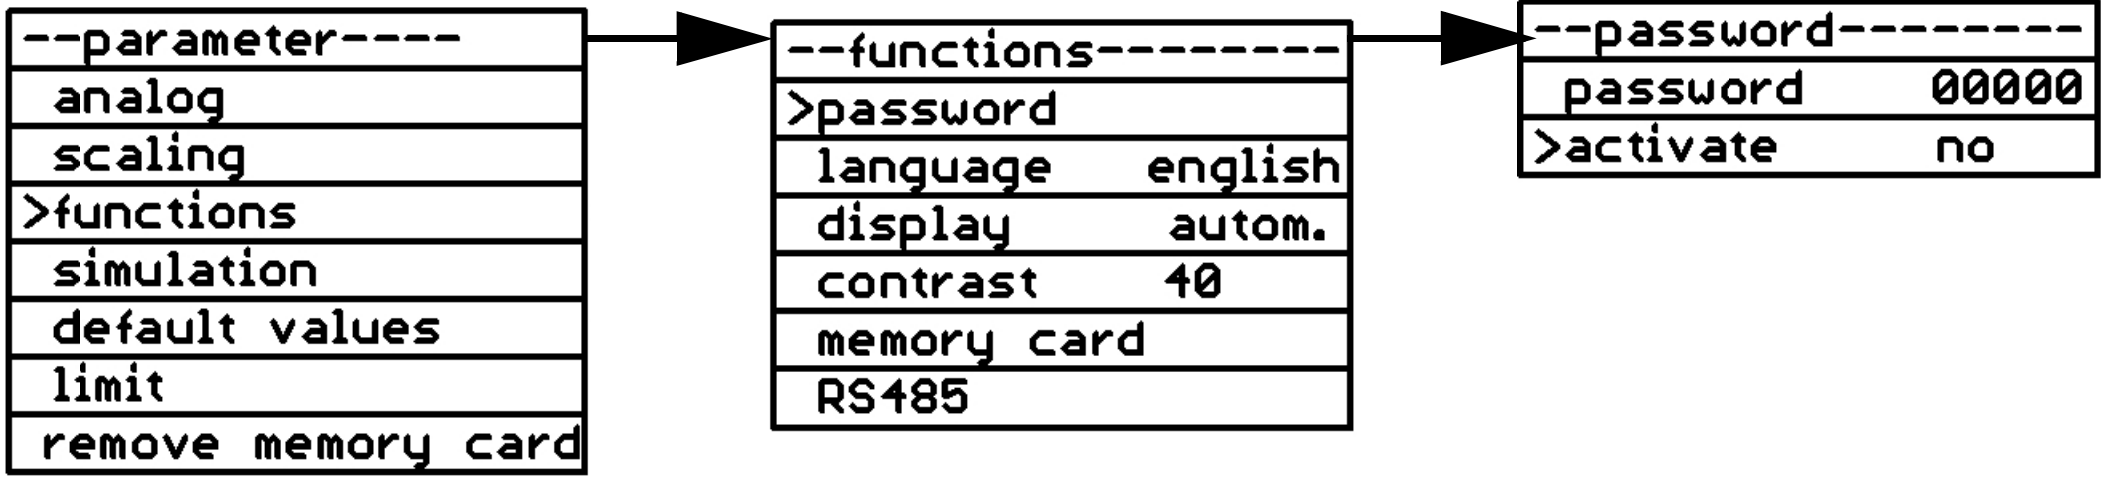 --parameter----
analog
scaling
>functions
simulation
default values
limit
remove memory card
--functions--------
>password
language english
display autom.
contrast 40
memory card
RS485
--password--------
password 00000
>activate no